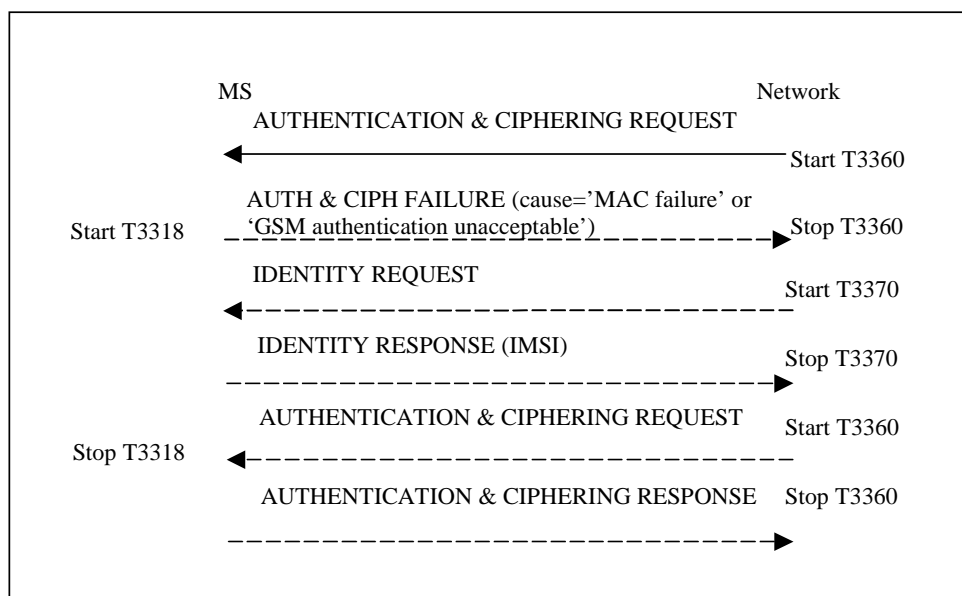 MS
Network
AUTHENTICATION & CIPHERING REQUEST
Start T3360
AUTH & CIPH FAILURE (cause=’MAC failure’ or
‘GSM authentication unacceptable’)
Start T3318
Stop T3360
IDENTITY REQUEST
Start T3370
IDENTITY RESPONSE (IMSI)
Stop T3370
AUTHENTICATION & CIPHERING REQUEST
Start T3360
Stop T3318
AUTHENTICATION & CIPHERING RESPONSE
Stop T3360